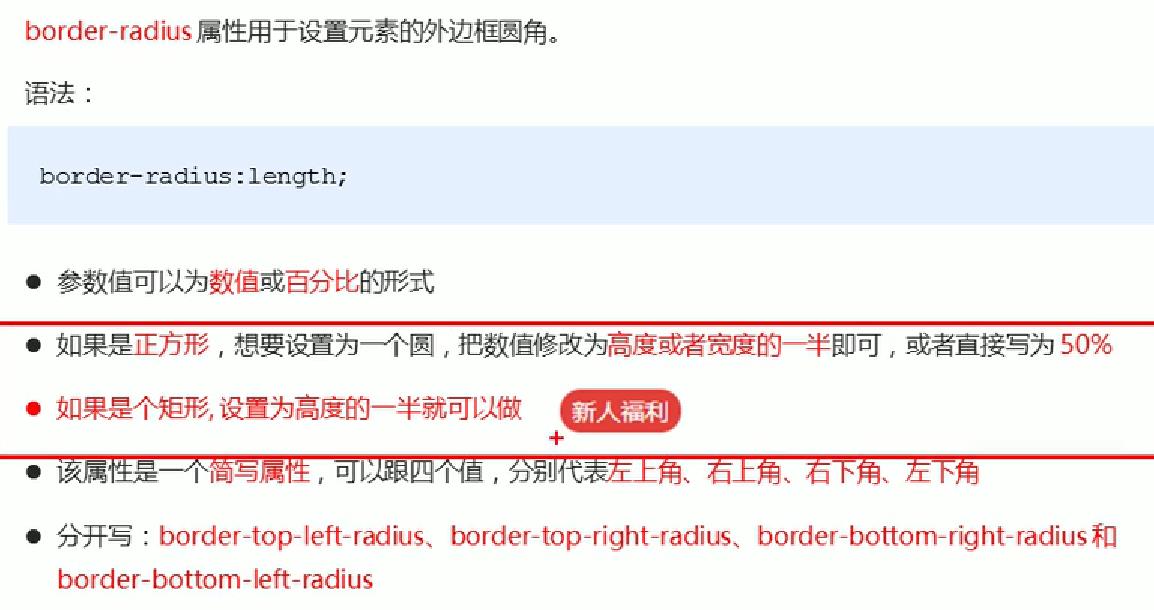 border-radius属性用于设置元素的外边框圆角。
语法：
border-radius:length;
● 参数值可以为数值或百分比的形式
● 如果是正方形，想要设置为一个圆，把数值修改为高度或者宽度的一半即可，或者直接写为 50%
● 如果是个矩形, 设置为高度的一半就可以做 新人福利
● 该属性是一个简写属性，可以跟四个值，分别代表左上角、右上角、右下角、左下角
● 分开写：border-top-left-radius、border-top-right-radius、border-bottom-right-radius 和
border-bottom-left-radius